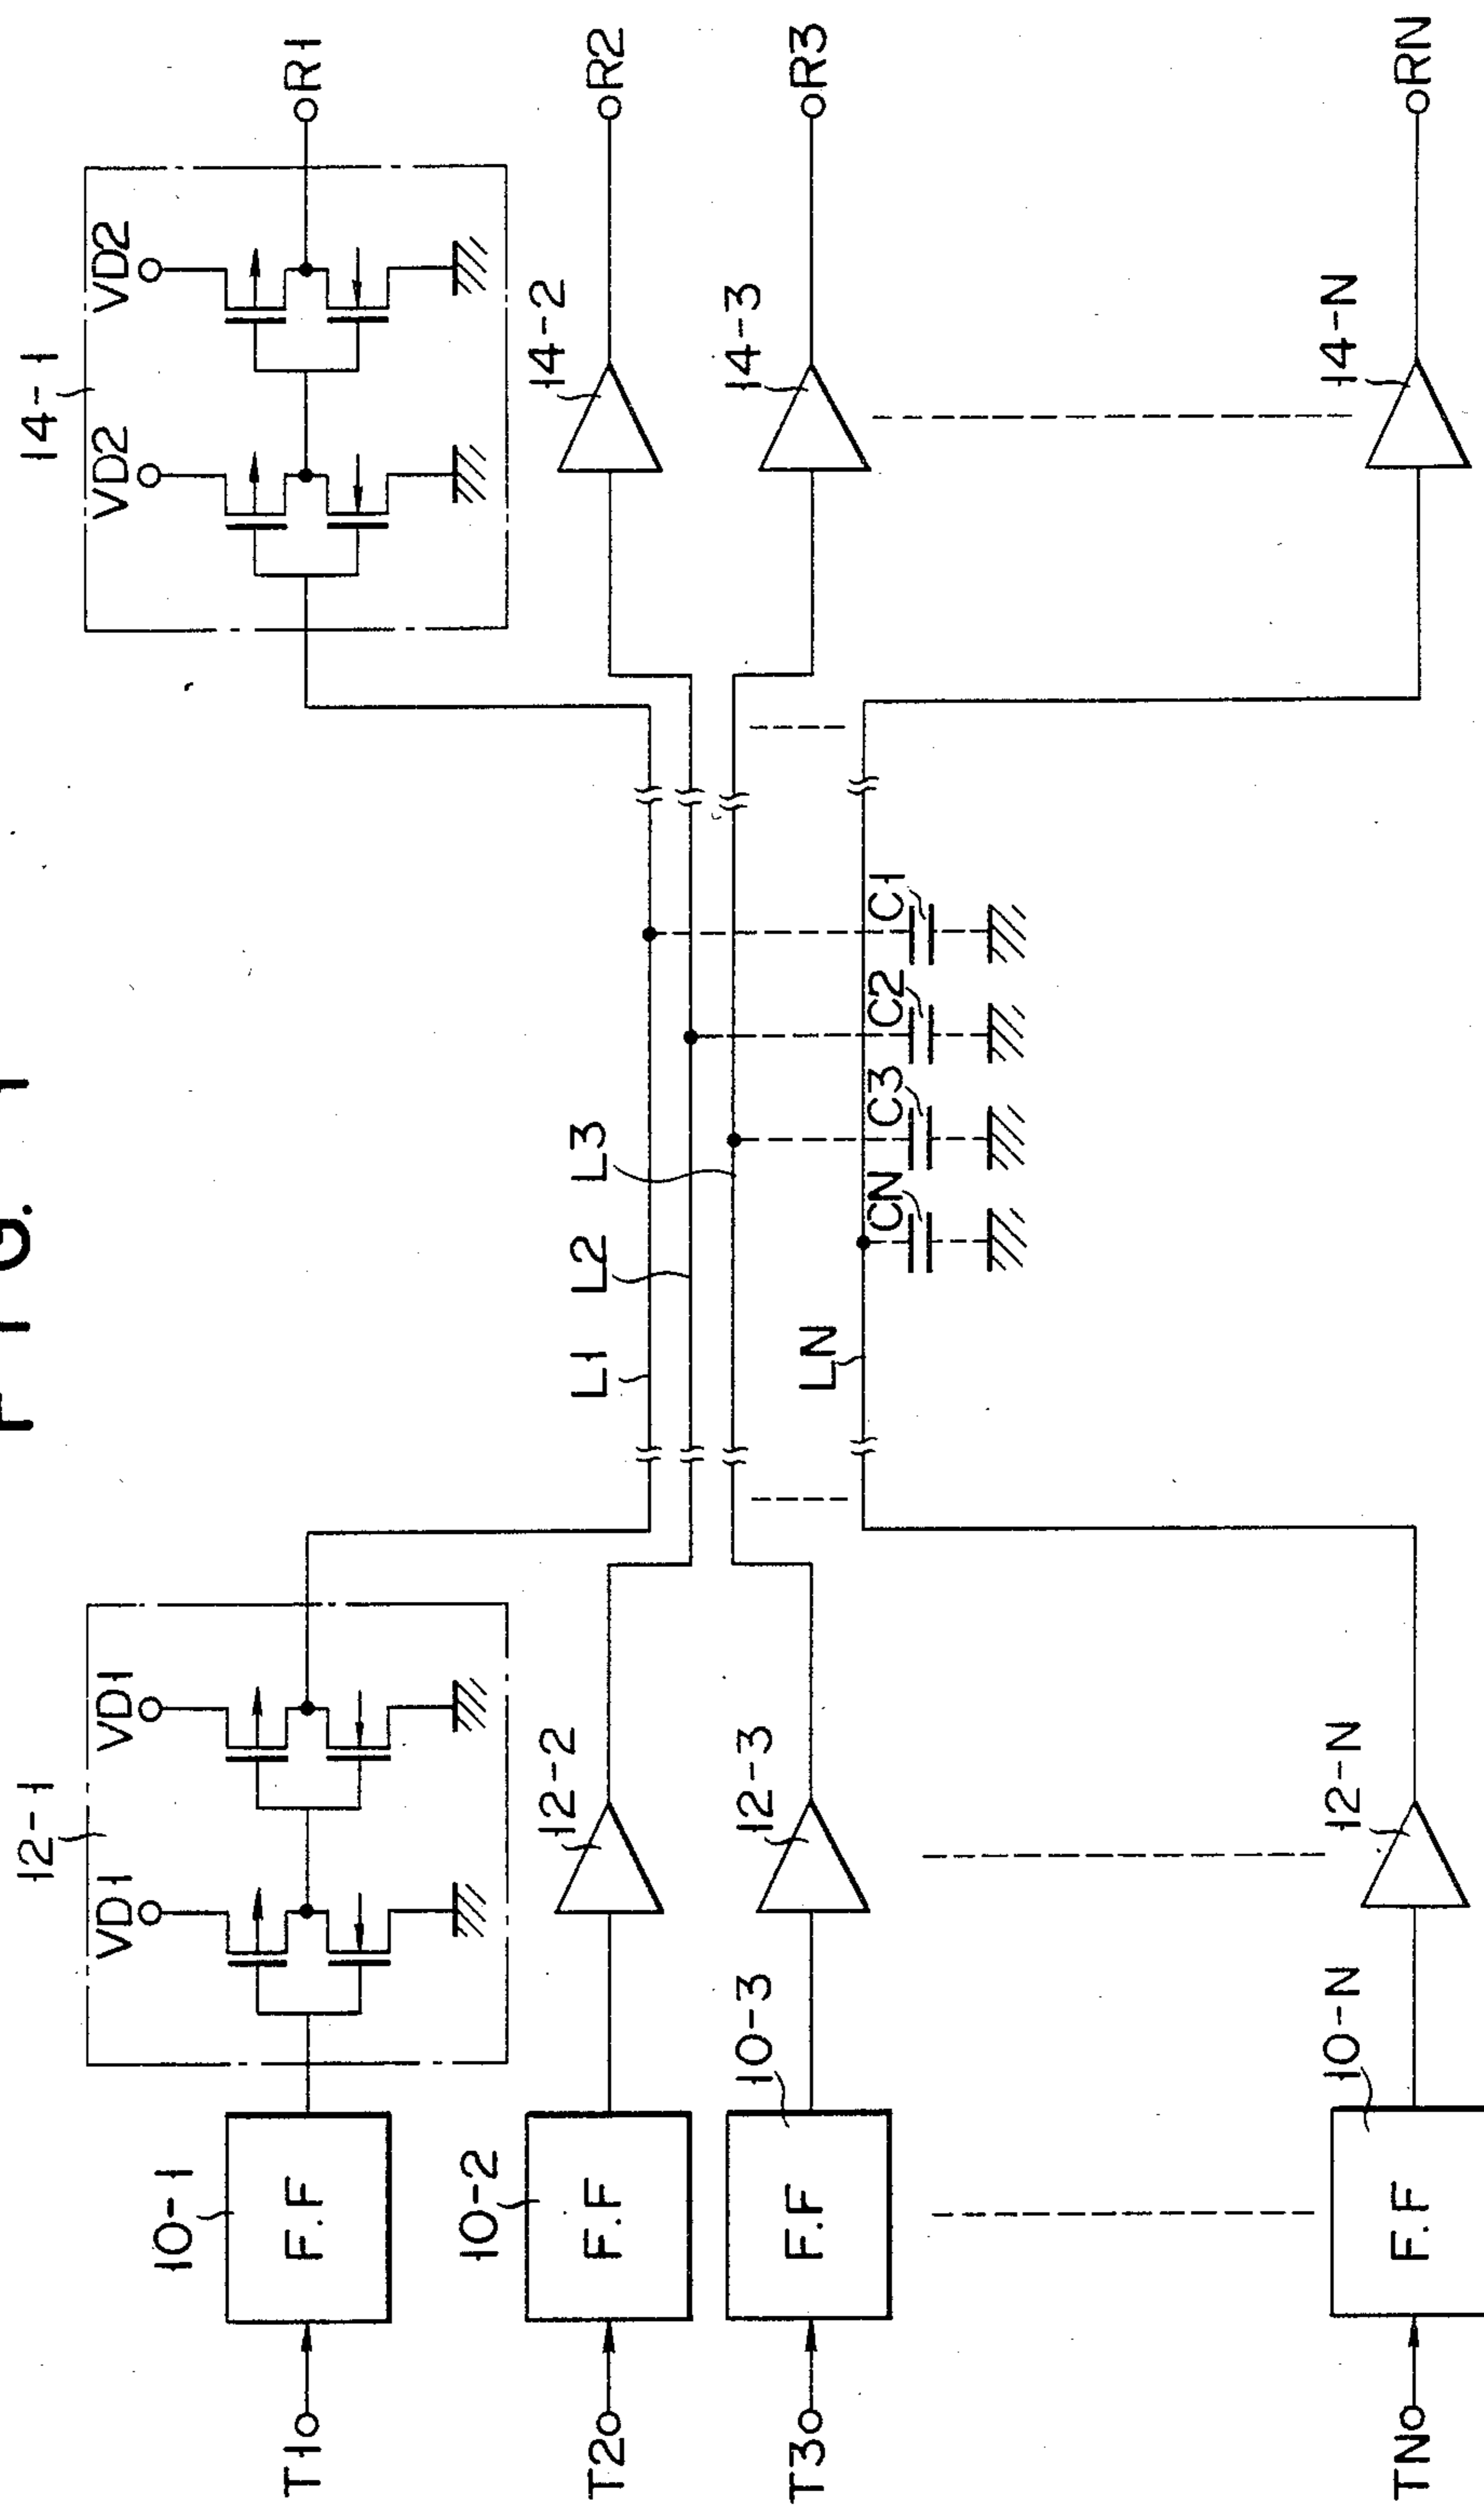 FIG. 1
12-1
14-1
VD1
VD1
VD2
VD2
10-1
T1
F.F
R1
10-2
12-2
14-2
T2
F.F
L1
L2
L3
R2
10-3
12-3
14-3
T3
F.F
LN
R3
CN
C3
C2
C1
10-N
12-N
14-N
TN
F.F
RN